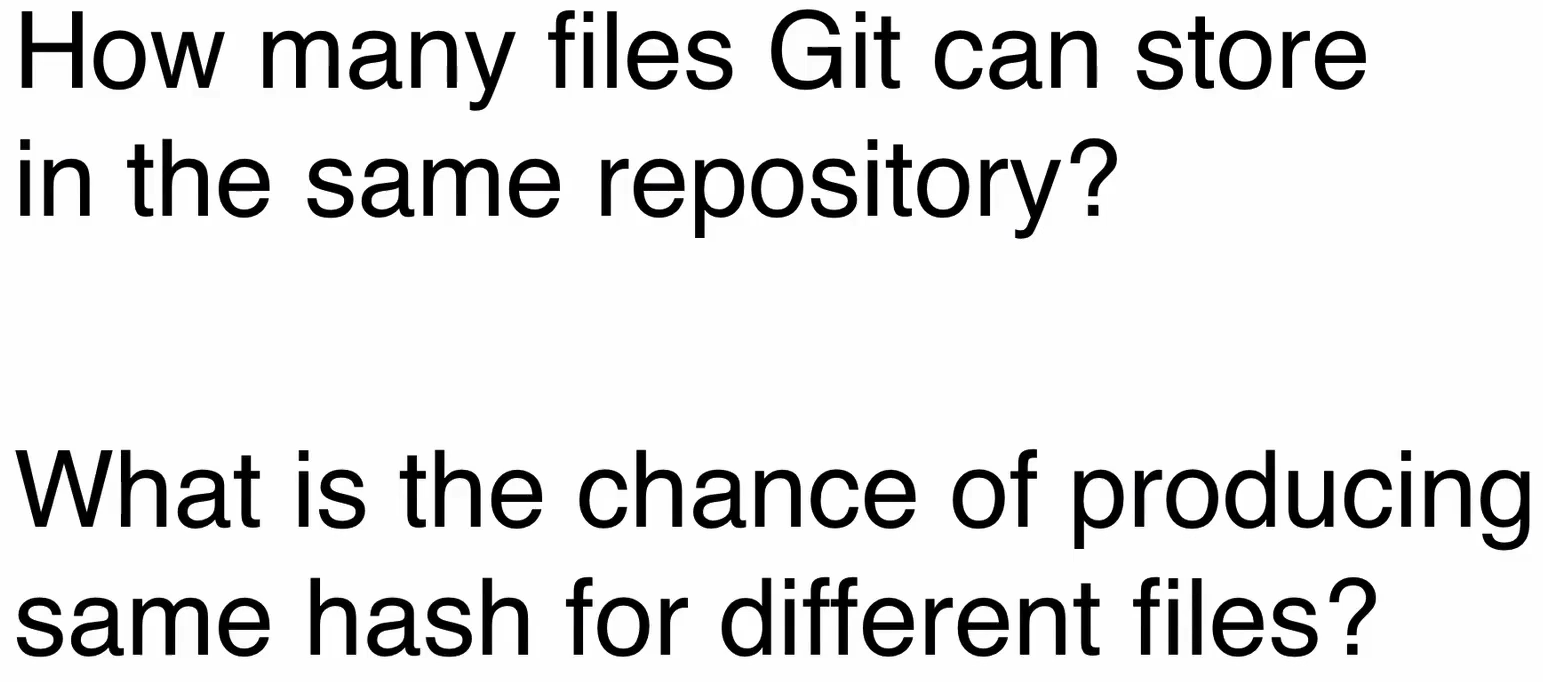 How many files Git can store
in the same repository?
What is the chance of producing
same hash for different files?